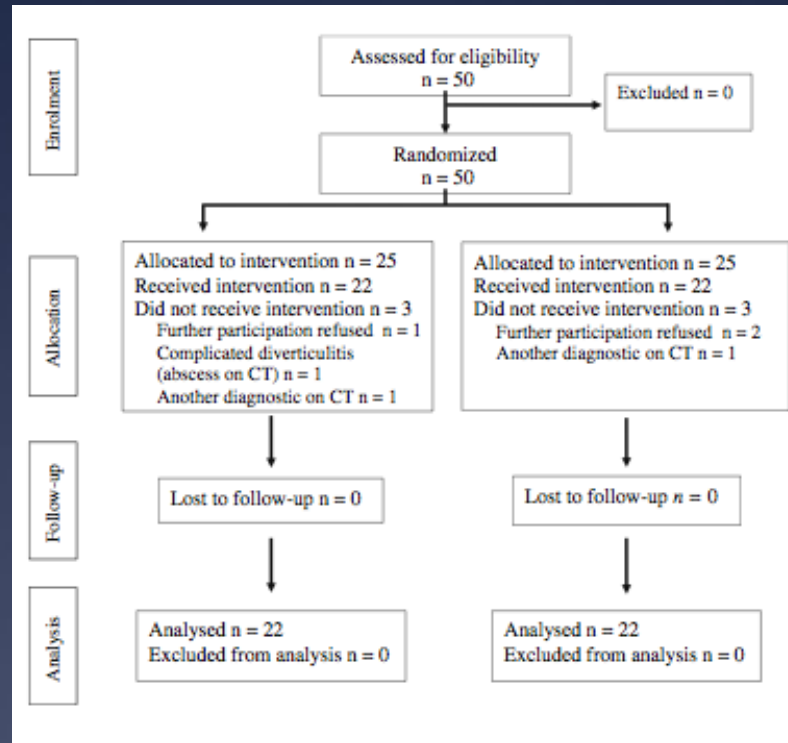 Enrolment
Assessed for eligibility
n = 50
Excluded n = 0
Randomized
n = 50
Allocation
Allocated to intervention n = 25
Received intervention n = 22
Did not receive intervention n = 3
Further participation refused n = 1
Complicated diverticulitis
(abscess on CT) n = 1
Another diagnostic on CT n = 1
Allocated to intervention n = 25
Received intervention n = 22
Did not receive intervention n = 3
Further participation refused n = 2
Another diagnostic on CT n = 1
Follow-up
Lost to follow-up n = 0
Lost to follow-up n = 0
Analysis
Analysed n = 22
Excluded from analysis n = 0
Analysed n = 22
Excluded from analysis n = 0